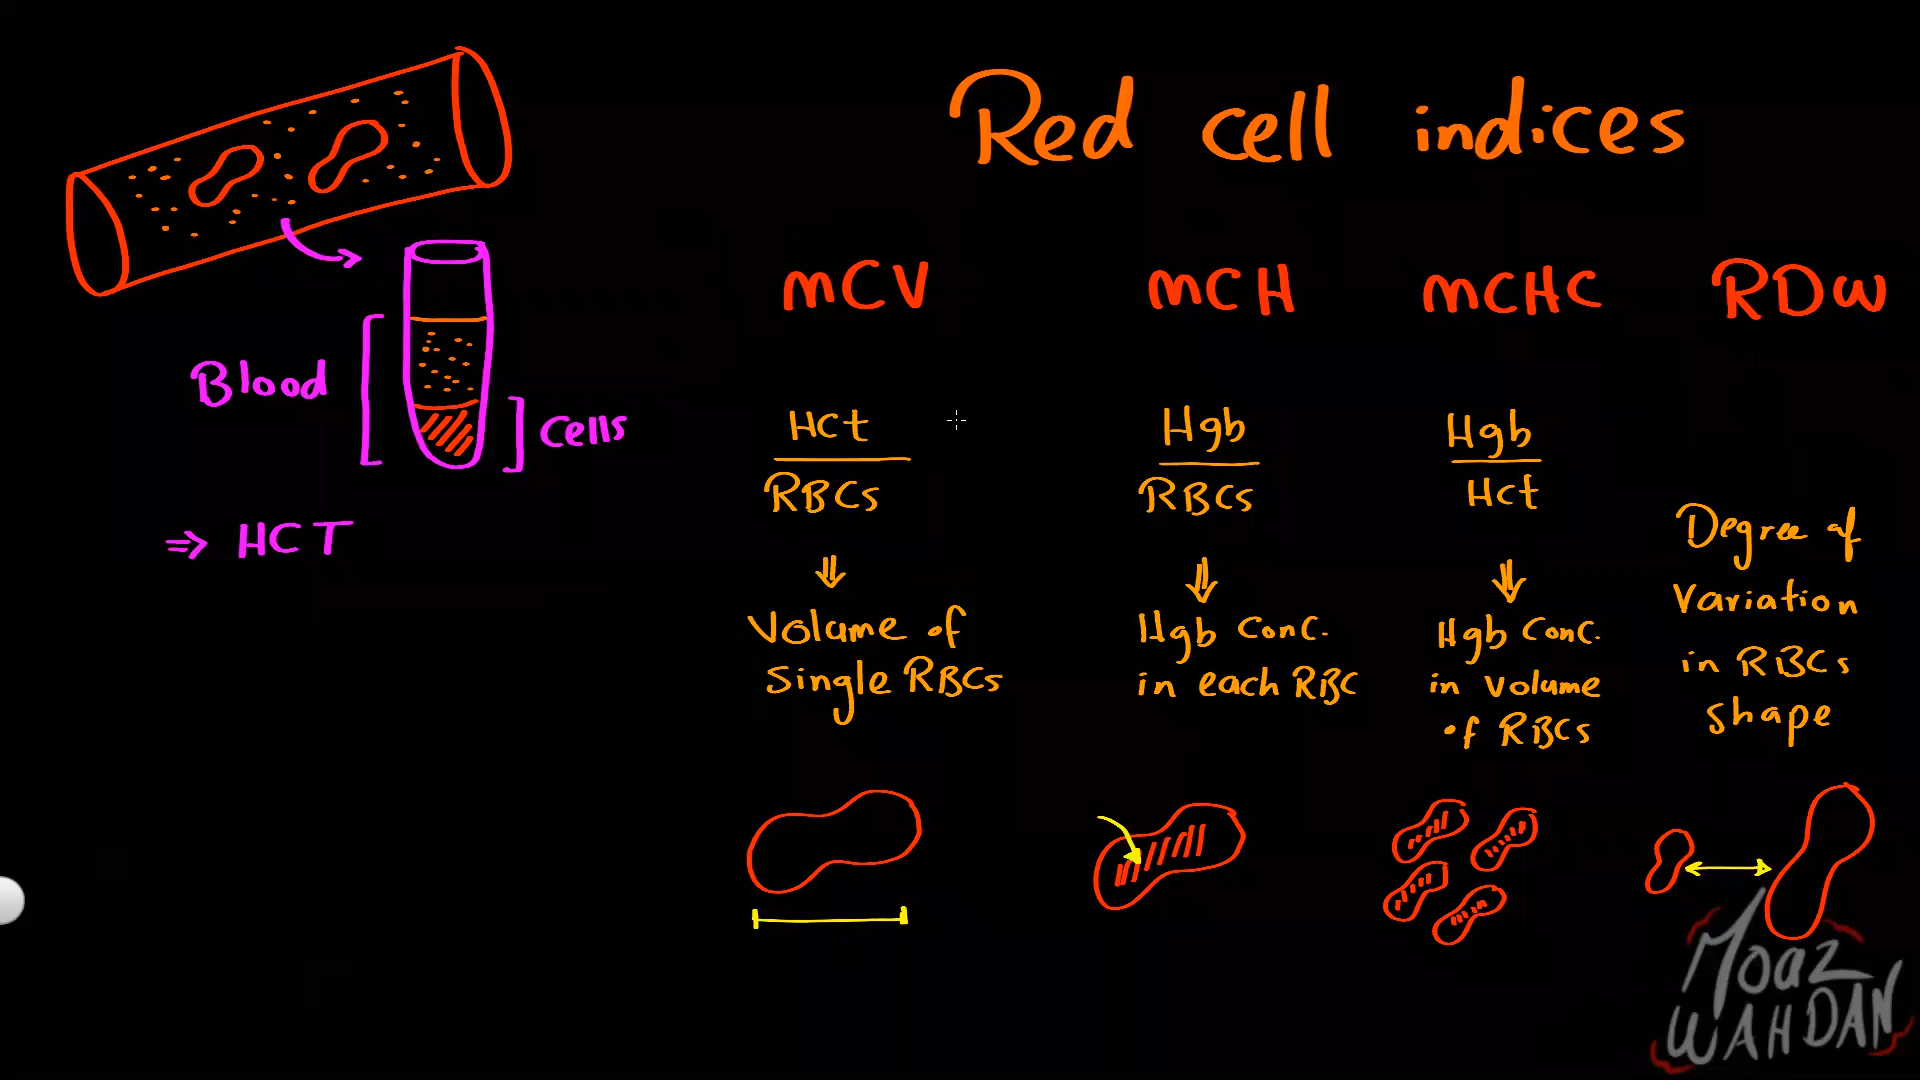 Red cell indices
mCV
mCH
mCHC
RDW
Blood
Cells
⇒ HCT
HCt
RBCs
⇓
Volume of
Single RBCs
Hgb
RBCs
⇓
Hgb Conc.
in each RBC
Hgb
Hct
⇓
Hgb Conc.
in volume
of RBCs
Degree of
Variation
in RBCs
shape
Moaz
WAHDAN